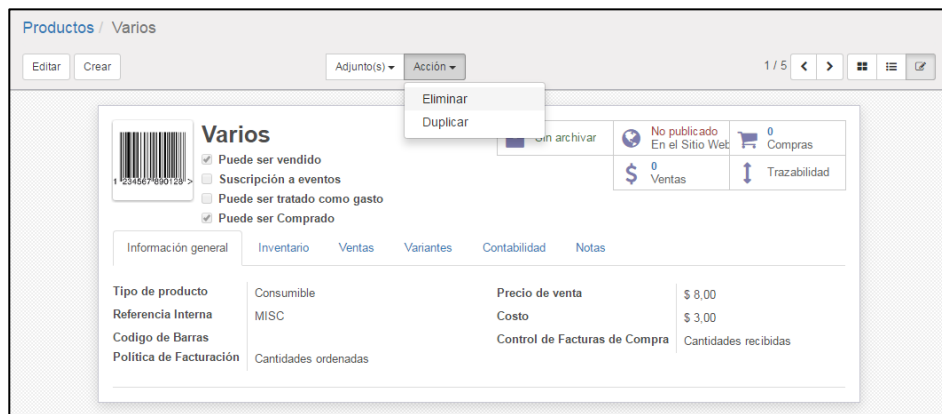 Productos / Varios
Editar Crear Adjunto(s) Acción 1 / 5
Eliminar
Duplicar
Varios
Puede ser vendido
Suscripción a eventos
Puede ser tratado como gasto
Puede ser Comprado
1 234567 890128 >
Sin archivar
No publicado
En el Sitio Web
0
Compras
0
Ventas
Trazabilidad
Información general Inventario Ventas Variantes Contabilidad Notas
Tipo de producto Consumible
Referencia Interna MISC
Codigo de Barras
Política de Facturación Cantidades ordenadas
Precio de venta $ 8,00
Costo $ 3,00
Control de Facturas de Compra Cantidades recibidas